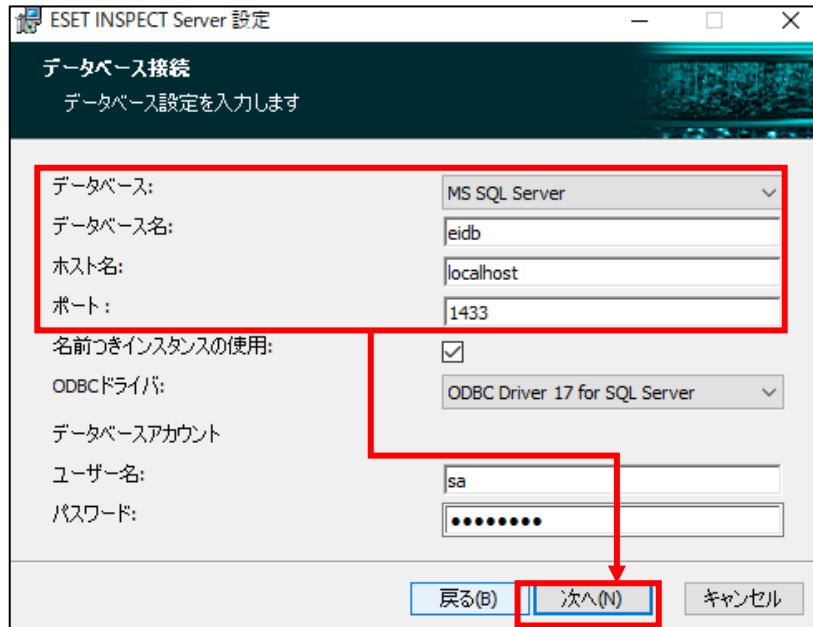 ESET INSPECT Server 設定
データベース接続
データベース設定を入力します
データベース: MS SQL Server
データベース名: eidb
ホスト名: localhost
ポート : 1433
名前つきインスタンスの使用:
ODBCドライバ: ODBC Driver 17 for SQL Server
データベースアカウント
ユーザー名: sa
パスワード: ●●●●●●●●
戻る(B) 次へ(N) キャンセル